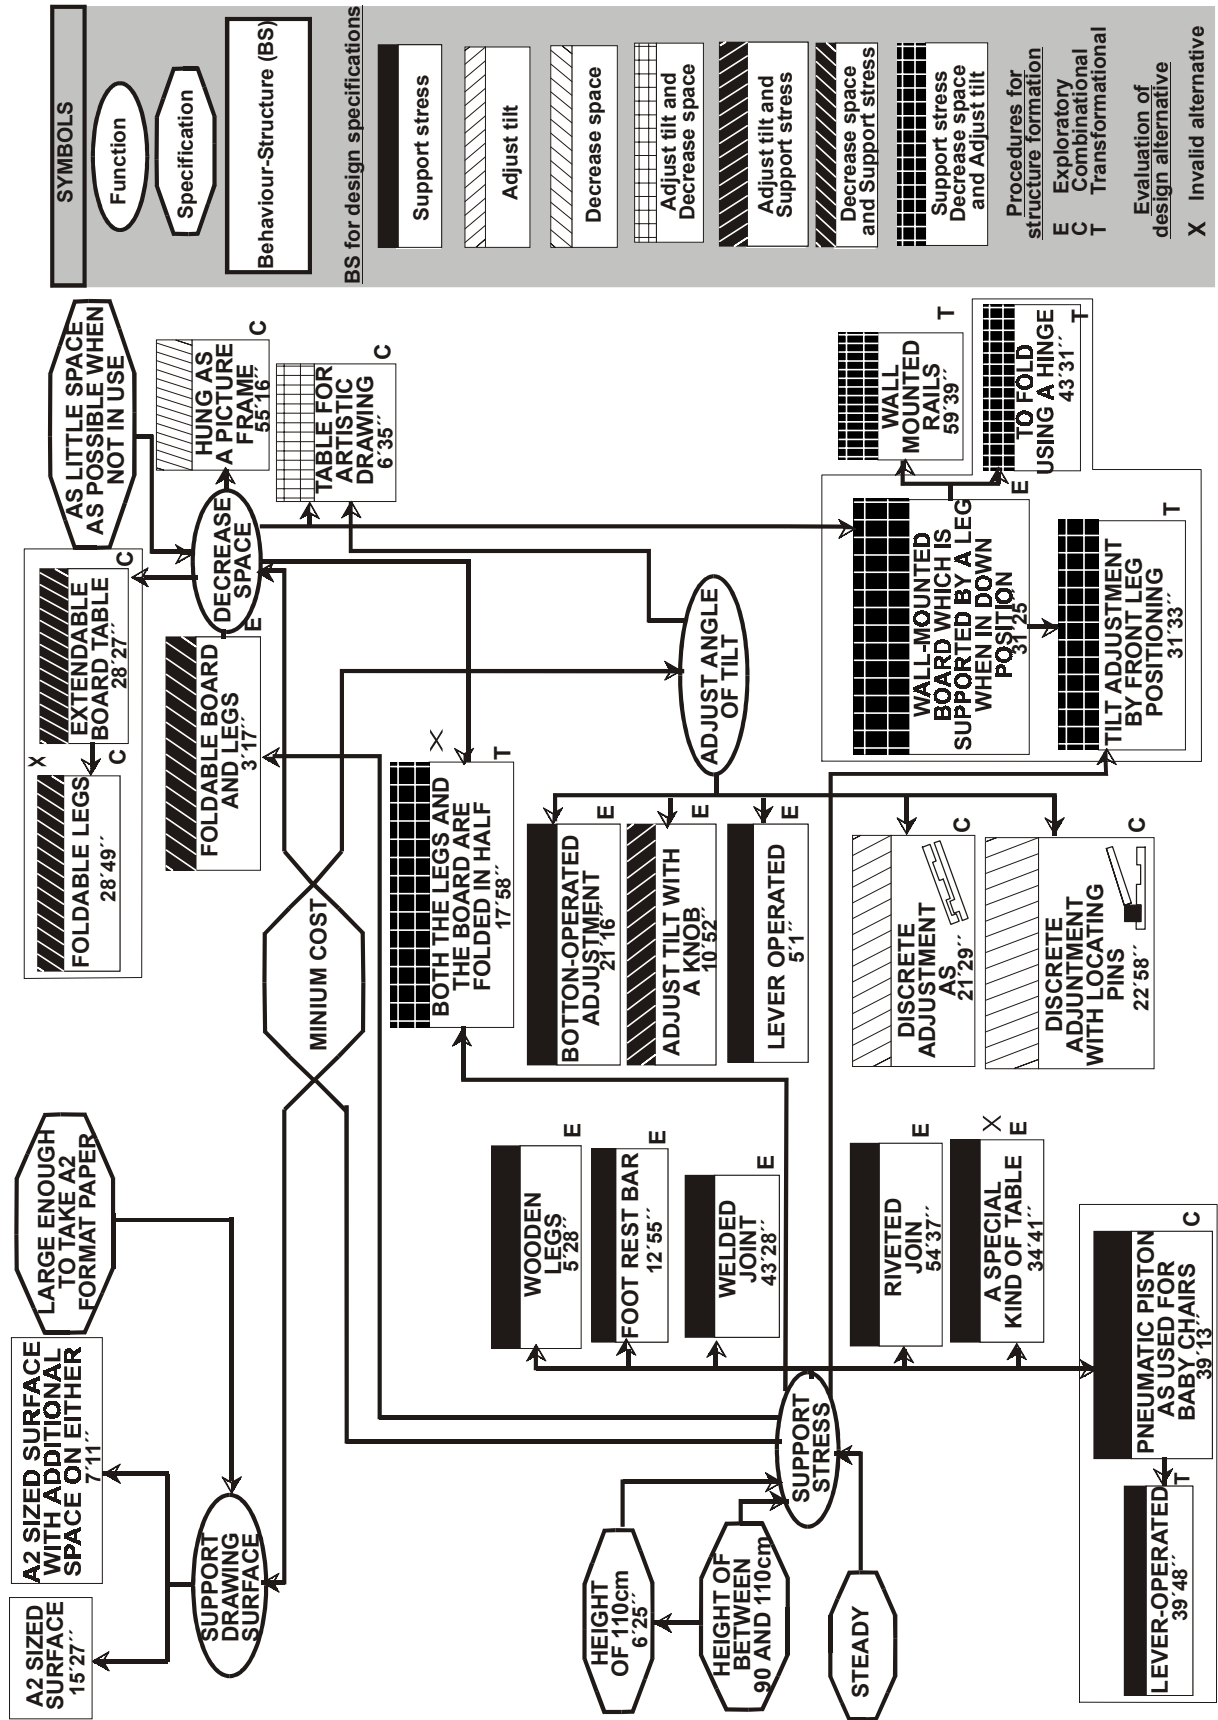 A2 SIZED
SURFACE
15´27´´
A2 SIZED SURFACE
WITH ADDITIONAL
SPACE ON EITHER
7´11´´
LARGE ENOUGH
TO TAKE A2
FORMAT PAPER
SUPPORT
DRAWING
SURFACE
MINIUM COST
X
FOLDABLE LEGS
28´49´´
C
EXTENDABLE
BOARD TABLE
28´27´´
C
AS LITTLE SPACE
AS POSSIBLE WHEN
NOT IN USE
FOLDABLE BOARD
AND LEGS
3´17´´
E
DECREASE
SPACE
HUNG AS
A PICTURE
FRAME
55´16´´
C
TABLE FOR
ARTISTIC
DRAWING
6´35´´
C
BOTH THE LEGS AND
THE BOARD ARE
FOLDED IN HALF
17´58´´
X
T
ADJUST ANGLE
OF TILT
BOTTON-OPERATED
ADJUSTMENT
21´16´´
E
ADJUST TILT WITH
A KNOB
10´52´´
E
LEVER OPERATED
5´1´´
E
DISCRETE
ADJUSTMENT
AS
21´29´´
C
DISCRETE
ADJUNTMENT
WITH LOCATING
PINS
22´58´´
C
WOODEN
LEGS
5´28´´
E
FOOT REST BAR
12´55´´
E
WELDED
JOINT
43´28´´
E
RIVETED
JOIN
54´37´´
E
A SPECIAL
KIND OF TABLE
34´41´´
X
E
PNEUMATIC PISTON
AS USED FOR
BABY CHAIRS
39´13´´
C
LEVER-OPERATED
39´48´´
T
HEIGHT
OF 110cm
6´25´´
HEIGHT OF
BETWEEN
90 AND 110cm
STEADY
SUPPORT
STRESS
WALL-MOUNTED
BOARD WHICH IS
SUPPORTED BY A LEG
WHEN IN DOWN
POSITION
31´25
E
TILT ADJUSTMENT
BY FRONT LEG
POSITIONING
31´33´´
T
WALL
MOUNTED
RAILS
59´39´´
T
TO FOLD
USING A HINGE
43´31´´
T
SYMBOLS
Function
Specification
Behaviour-Structure (BS)
BS for design specifications
Support stress
Adjust tilt
Decrease space
Adjust tilt and
Decrease space
Adjust tilt and
Support stress
Decrease space
and Support stress
Support stress
Decrease space
and Adjust tilt
Procedures for
structure formation
E Exploratory
C Combinational
T Transformational
Evaluation of
design alternative
X Invalid alternative